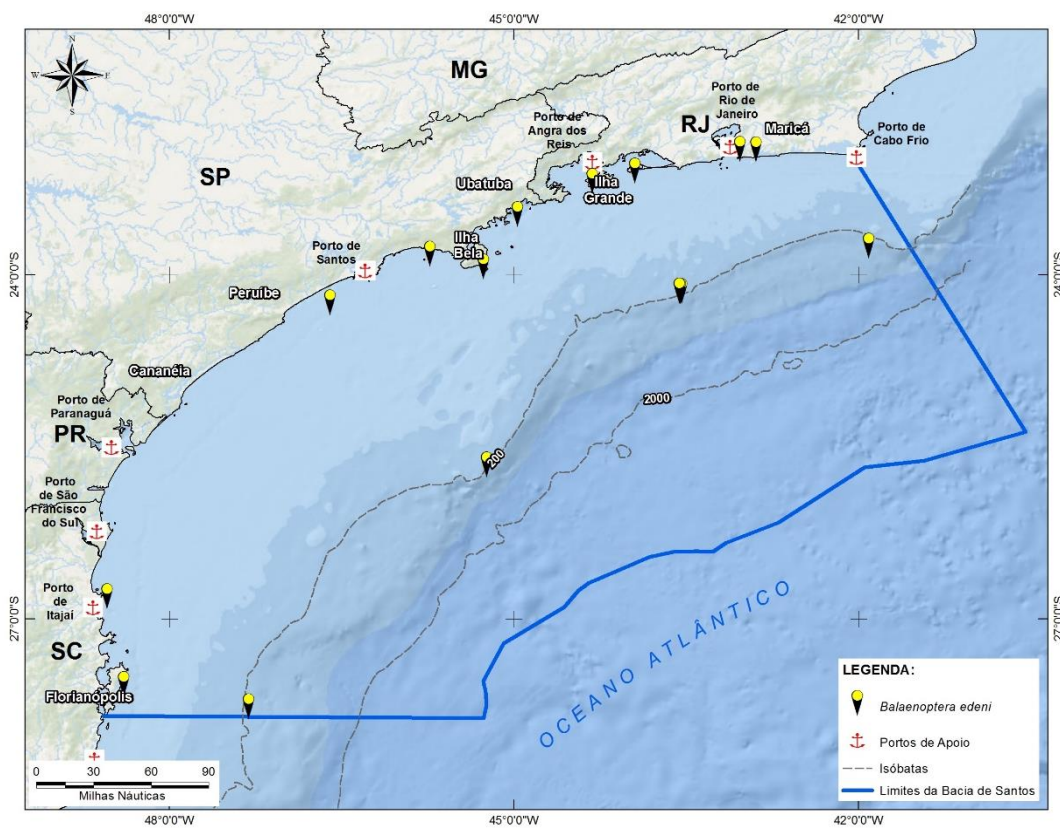 48°0'0"W
45°0'0"W
42°0'0"W
N
W
E
S
MG
Porto de
Rio de
Janeiro
Porto de
Angra dos
Reis
RJ
Maricá
Porto de
Cabo Frio
SP
Ubatuba
Ilha
Grande
Ilha
Bela
Porto de
Santos
24°0'0"S
24°0'0"S
Peruíbe
Cananéia
2000
Porto de
Paranaguá
PR
200
Porto
de São
Francisco
do Sul
Porto
de
Itajaí
27°0'0"S
27°0'0"S
SC
OCEANO ATLÂNTICO
Florianópolis
LEGENDA:
Balaenoptera edeni
Portos de Apoio
Isóbatas
Limites da Bacia de Santos
0 30 60 90
Milhas Náuticas
48°0'0"W
45°0'0"W
42°0'0"W